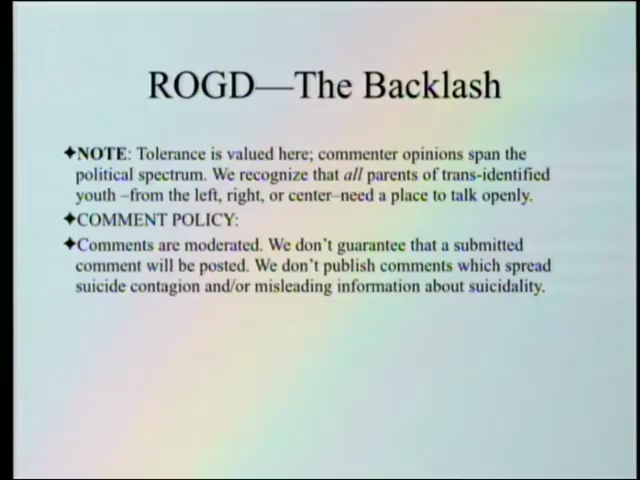 ROGD—The Backlash
✦NOTE: Tolerance is valued here; commenter opinions span the
political spectrum. We recognize that all parents of trans-identified
youth –from the left, right, or center–need a place to talk openly.
✦COMMENT POLICY:
✦Comments are moderated. We don't guarantee that a submitted
comment will be posted. We don't publish comments which spread
suicide contagion and/or misleading information about suicidality.